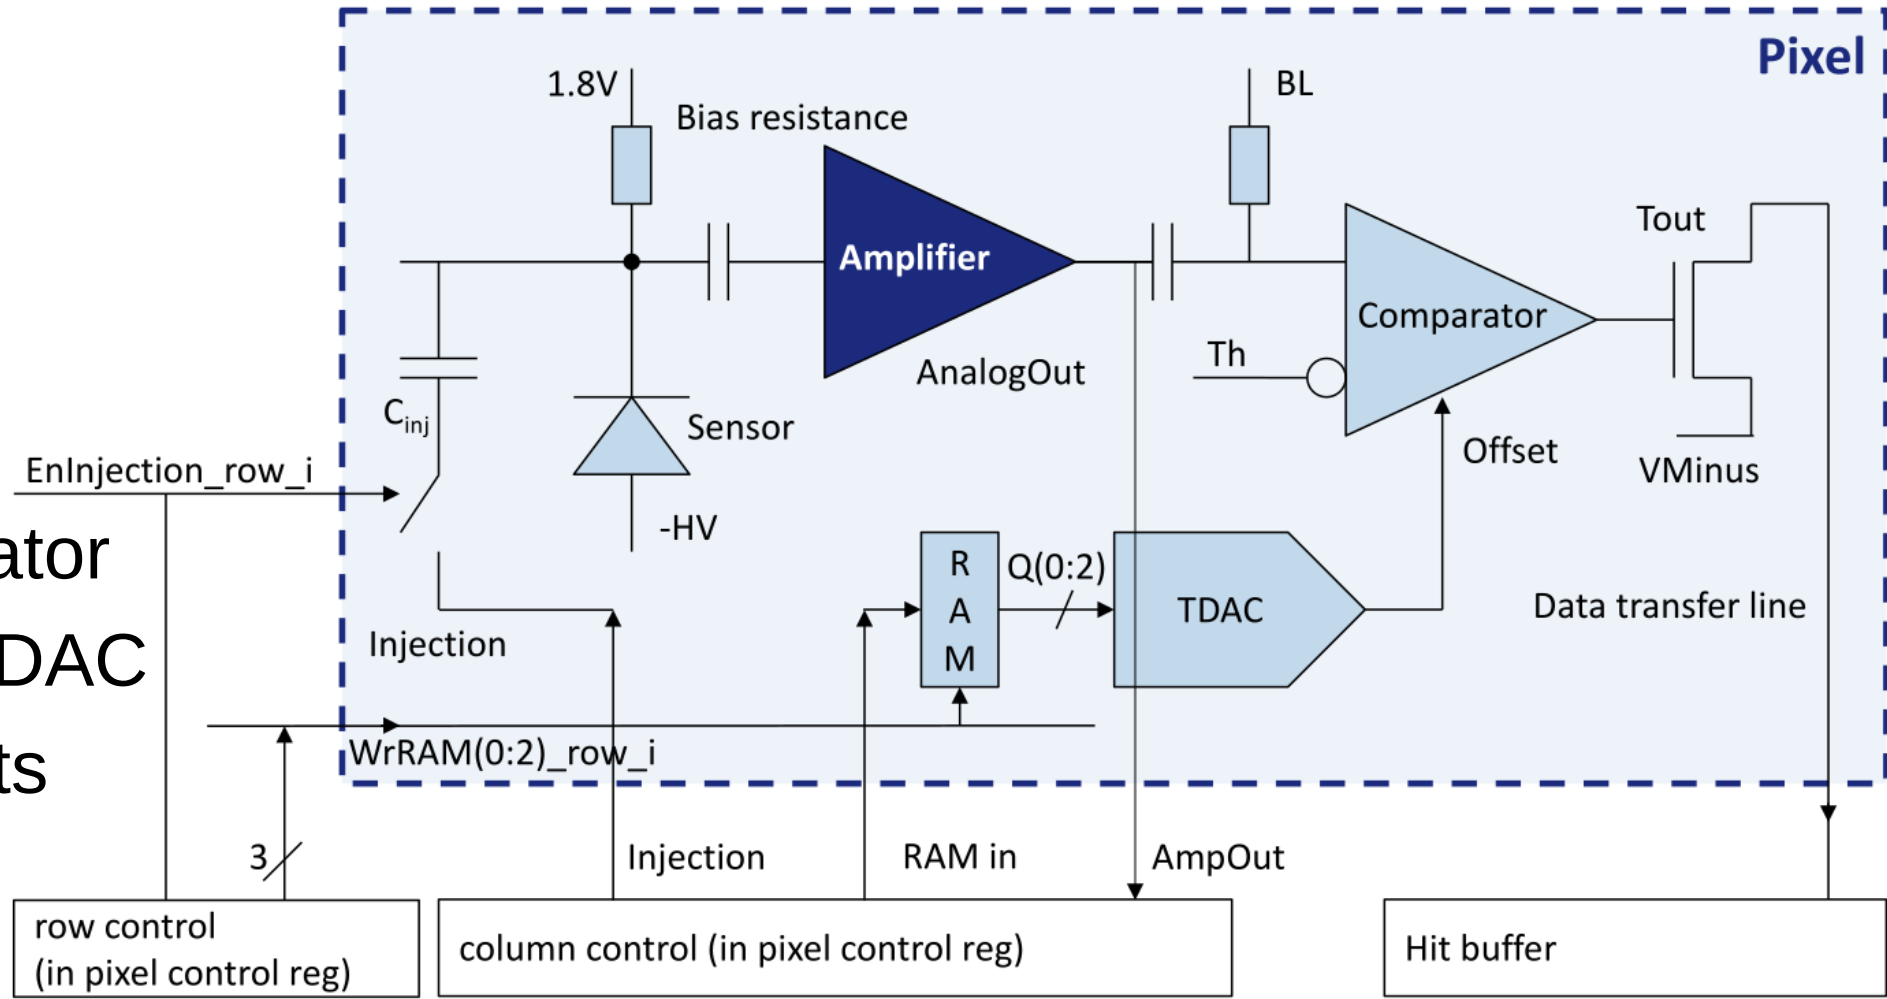 Pixel
1.8V
BL
Bias resistance
Tout
Amplifier
Comparator
Th
AnalogOut
Cinj
Sensor
Offset
EnInjection_row_i
VMinus
-HV
ator
R
A
M
Q(0:2)
TDAC
Data transfer line
Injection
DAC
WrRAM(0:2)_row_i
ts
3
Injection
RAM in
AmpOut
row control
(in pixel control reg)
column control (in pixel control reg)
Hit buffer